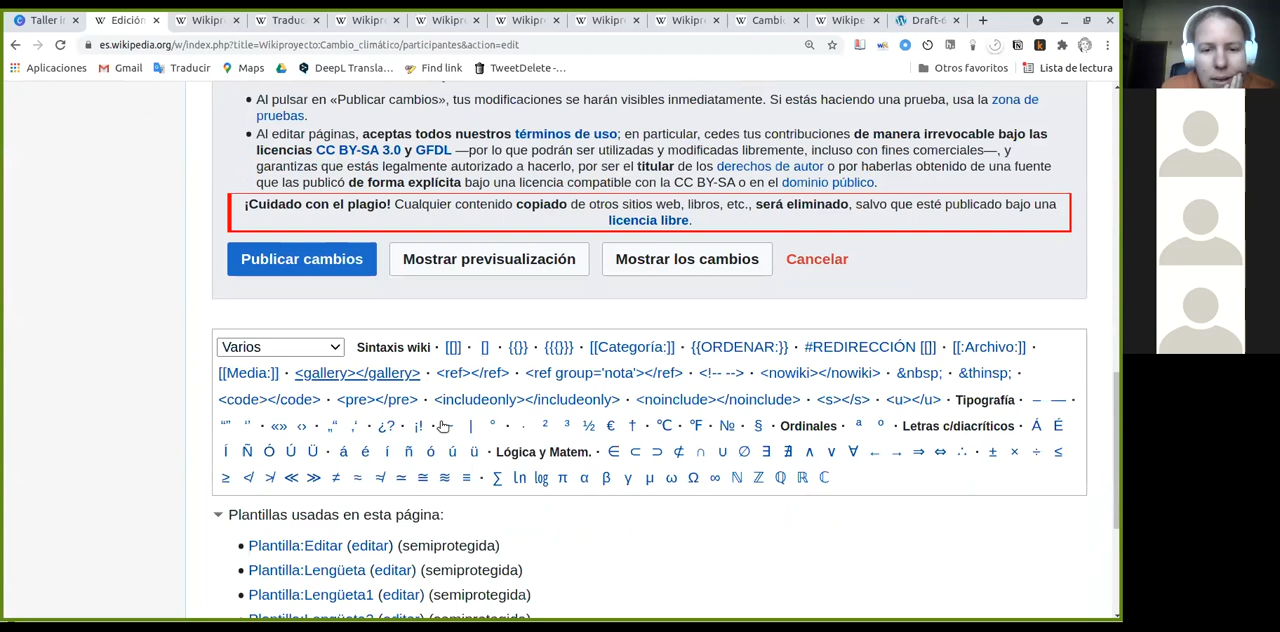 Taller i
Edición
Wikipr
Traduc
Wikipro
Wikipr
Wikipr
Wikipr
Wikipr
Cambi
Wikipe
Draft-6
es.wikipedia.org/w/index.php?title=Wikiproyecto:Cambio_climático/participantes&action=edit
Aplicaciones Gmail Traducir Maps DeepL Transla... Find link TweetDelete -... Otros favoritos Lista de lectura
• Al pulsar en «Publicar cambios», tus modificaciones se harán visibles inmediatamente. Si estás haciendo una prueba, usa la zona de
pruebas.
• Al editar páginas, aceptas todos nuestros términos de uso; en particular, cedes tus contribuciones de manera irrevocable bajo las
licencias CC BY-SA 3.0 y GFDL —por lo que podrán ser utilizadas y modificadas libremente, incluso con fines comerciales—, y
garantizas que estás legalmente autorizado a hacerlo, por ser el titular de los derechos de autor o por haberlas obtenido de una fuente
que las publicó de forma explícita bajo una licencia compatible con la CC BY-SA o en el dominio público.
¡Cuidado con el plagio! Cualquier contenido copiado de otros sitios web, libros, etc., será eliminado, salvo que esté publicado bajo una
licencia libre.
Publicar cambios Mostrar previsualización Mostrar los cambios Cancelar
Varios Sintaxis wiki · [[]] · [] · {{}} · {{{}}} · [[Categoría:]] · {{ORDENAR:}} · #REDIRECCIÓN [[]] · [[:Archivo:]] ·
[[Media:]] · <gallery></gallery> · <ref></ref> · <ref group='nota'></ref> · <!-- --> · <nowiki></nowiki> · &nbsp; · &thinsp; ·
<code></code> · <pre></pre> · <includeonly></includeonly> · <noinclude></noinclude> · <s></s> · <u></u> · Tipografía – — ·
“” ‘’ · «» ‹› · „“ ‚‘ · ¿? · ¡! · | ° · · ² ³ ½ € † · ℃ · ℉ · № · § · Ordinales ª º · Letras c/diacríticos · Á É
Í Ñ Ó Ú Ü · á é í ñ ó ú ü · Lógica y Matem. · ∈ ⊂ ⊃ ⊄ ∩ ∪ ∅ ∃ ∄ ∧ ∨ ∀ ← → ⇒ ⇔ ∴ · ± × ÷ ≤
≥ ≮ ≯ ≪ ≫ ≠ ≈ ≉ ≃ ≅ ≊ ≡ · ∑ ln log π α β γ μ ω Ω ∞ ℕ ℤ ℚ ℝ ℂ
Plantillas usadas en esta página:
• Plantilla:Editar (editar) (semiprotegida)
• Plantilla:Lengüeta (editar) (semiprotegida)
• Plantilla:Lengüeta1 (editar) (semiprotegida)